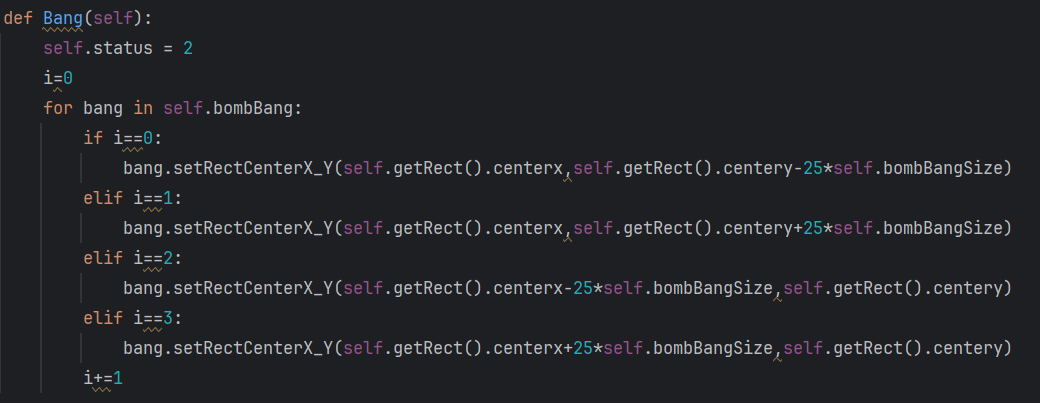 def Bang(self):
    self.status = 2
    i=0
    for bang in self.bombBang:
        if i==0:
            bang.setRectCenterX_Y(self.getRect().centerx,self.getRect().centery-25*self.bombBangSize)
        elif i==1:
            bang.setRectCenterX_Y(self.getRect().centerx,self.getRect().centery+25*self.bombBangSize)
        elif i==2:
            bang.setRectCenterX_Y(self.getRect().centerx-25*self.bombBangSize,self.getRect().centery)
        elif i==3:
            bang.setRectCenterX_Y(self.getRect().centerx+25*self.bombBangSize,self.getRect().centery)
        i+=1